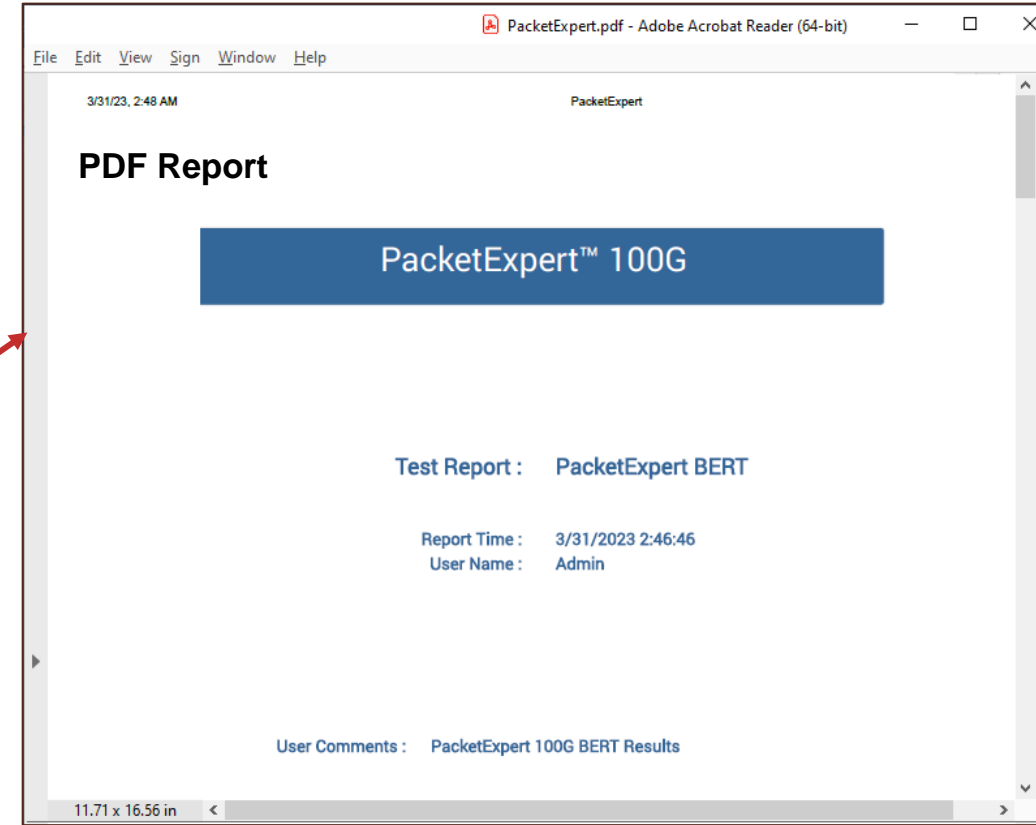 PacketExpert.pdf - Adobe Acrobat Reader (64-bit)
File Edit View Sign Window Help
3/31/23, 2:48 AM PacketExpert
PDF Report
PacketExpert™ 100G
Test Report : PacketExpert BERT
Report Time : 3/31/2023 2:46:46
User Name : Admin
User Comments : PacketExpert 100G BERT Results
11.71 x 16.56 in